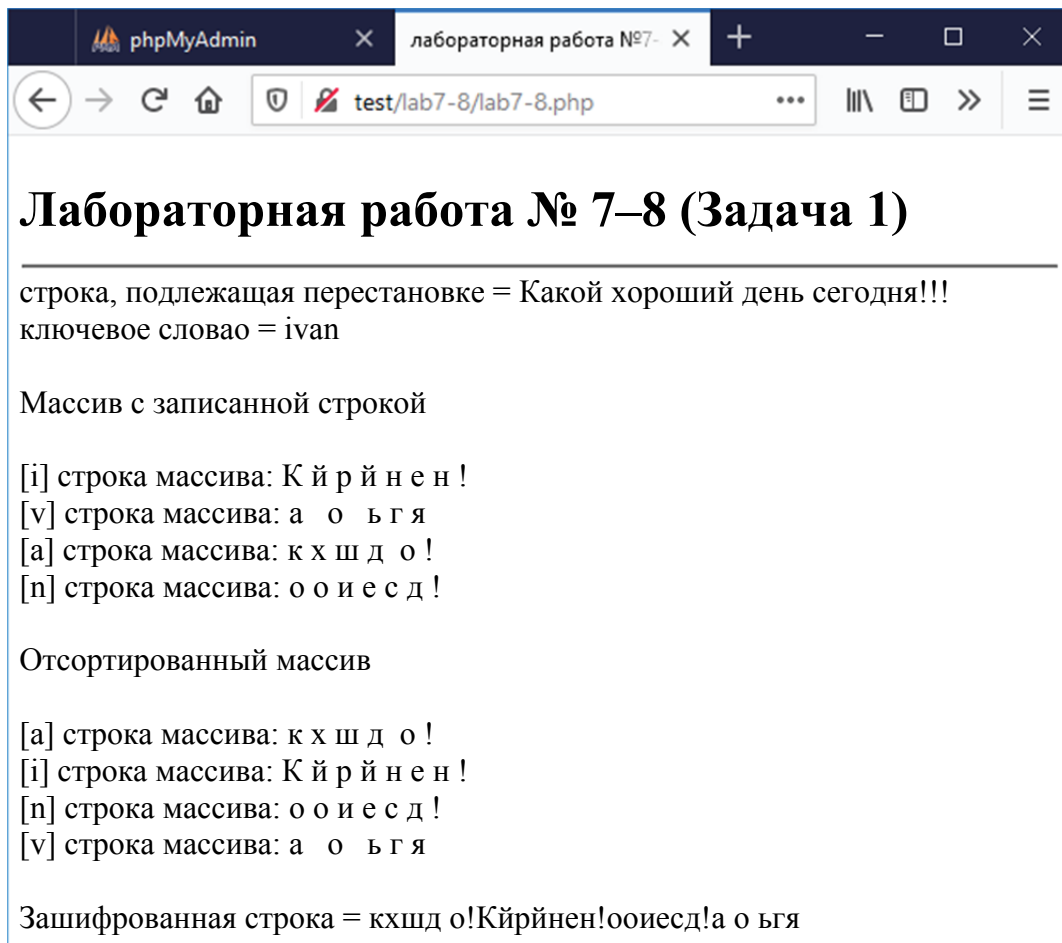 phpMyAdmin
лабораторная работа №7-
test/lab7-8/lab7-8.php
Лабораторная работа № 7–8 (Задача 1)
строка, подлежащая перестановке = Какой хороший день сегодня!!!
ключевое словао = ivan
Массив с записанной строкой
[i] строка массива: К й р й н е н !
[v] строка массива: а   о   ь г я
[a] строка массива: к х ш д  о !
[n] строка массива: о о и е с д !
Отсортированный массив
[a] строка массива: к х ш д  о !
[i] строка массива: К й р й н е н !
[n] строка массива: о о и е с д !
[v] строка массива: а   о   ь г я
Зашифрованная строка = кхшд о!Кйрйнен!ооиесд!а о ьгя